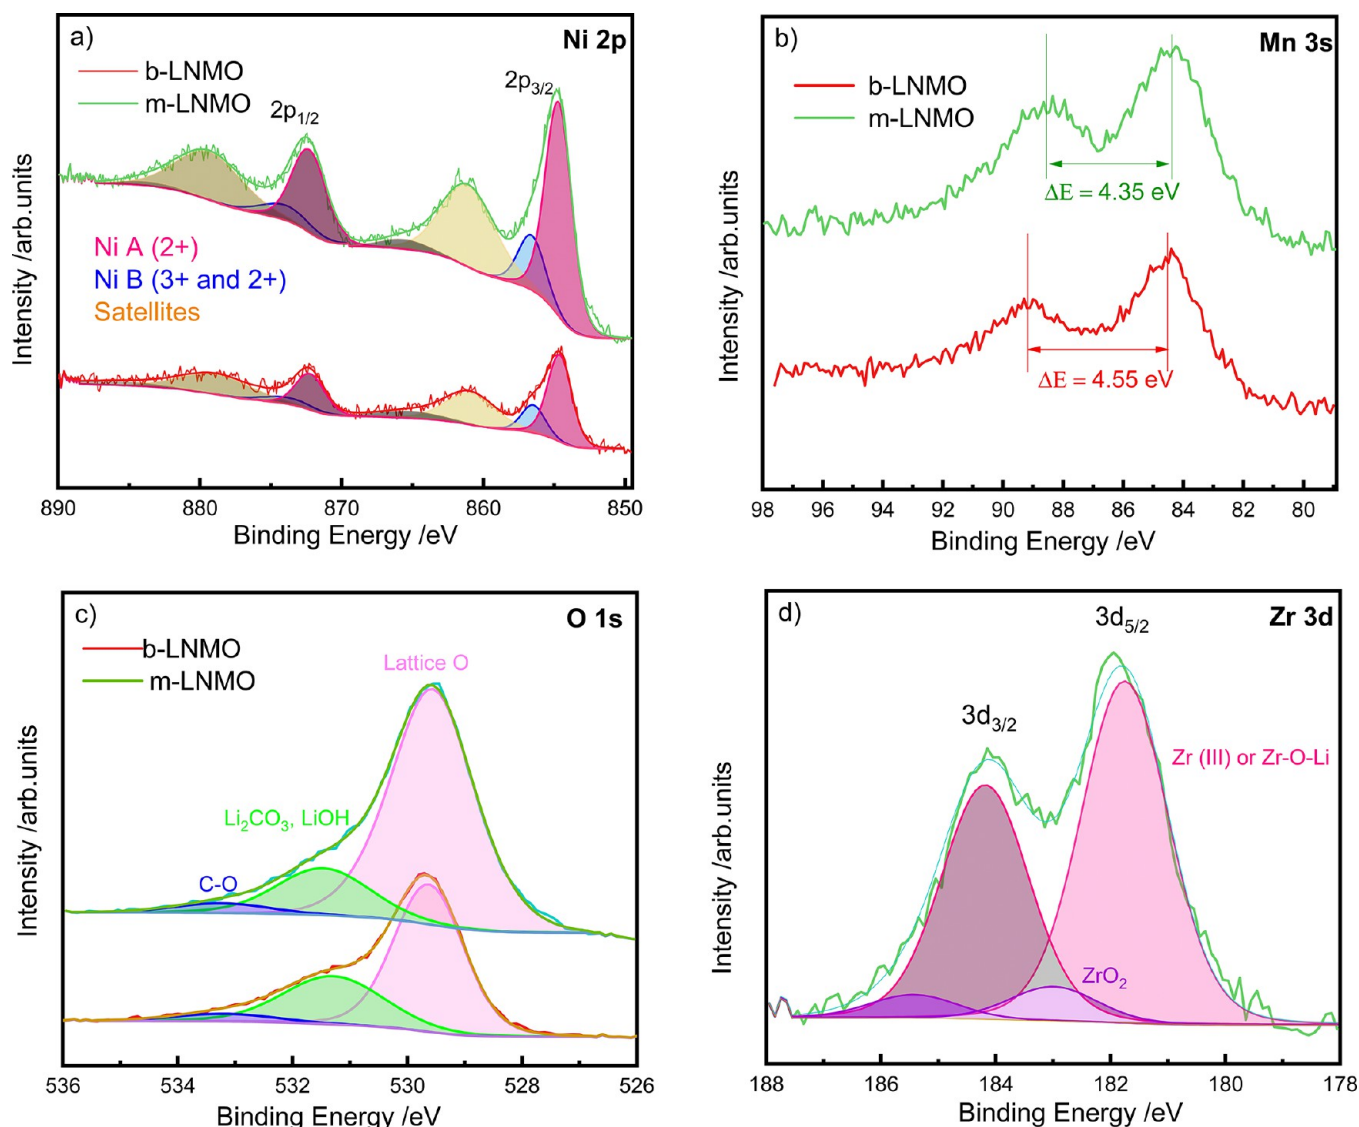 a)
Ni 2p
b-LNMO
m-LNMO
2p3/2
2p1/2
Ni A (2+)
Ni B (3+ and 2+)
Satellites
Intensity /arb.units
890 880 870 860 850
Binding Energy /eV
b)
Mn 3s
b-LNMO
m-LNMO
ΔE = 4.35 eV
ΔE = 4.55 eV
Intensity /arb.units
98 96 94 92 90 88 86 84 82 80
Binding Energy /eV
c)
O 1s
b-LNMO
m-LNMO
Lattice O
Li2CO3, LiOH
C-O
Intensity /arb.units
536 534 532 530 528 526
Binding Energy /eV
d)
Zr 3d
3d5/2
3d3/2
Zr (III) or Zr-O-Li
ZrO2
Intensity /arb.units
188 186 184 182 180 178
Binding Energy /eV